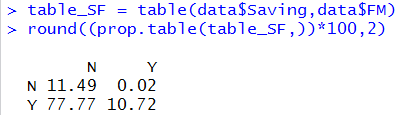 > table_SF = table(data$Saving,data$FM)
> round((prop.table(table_SF,))*100,2)
N Y
N 11.49 0.02
Y 77.77 10.72